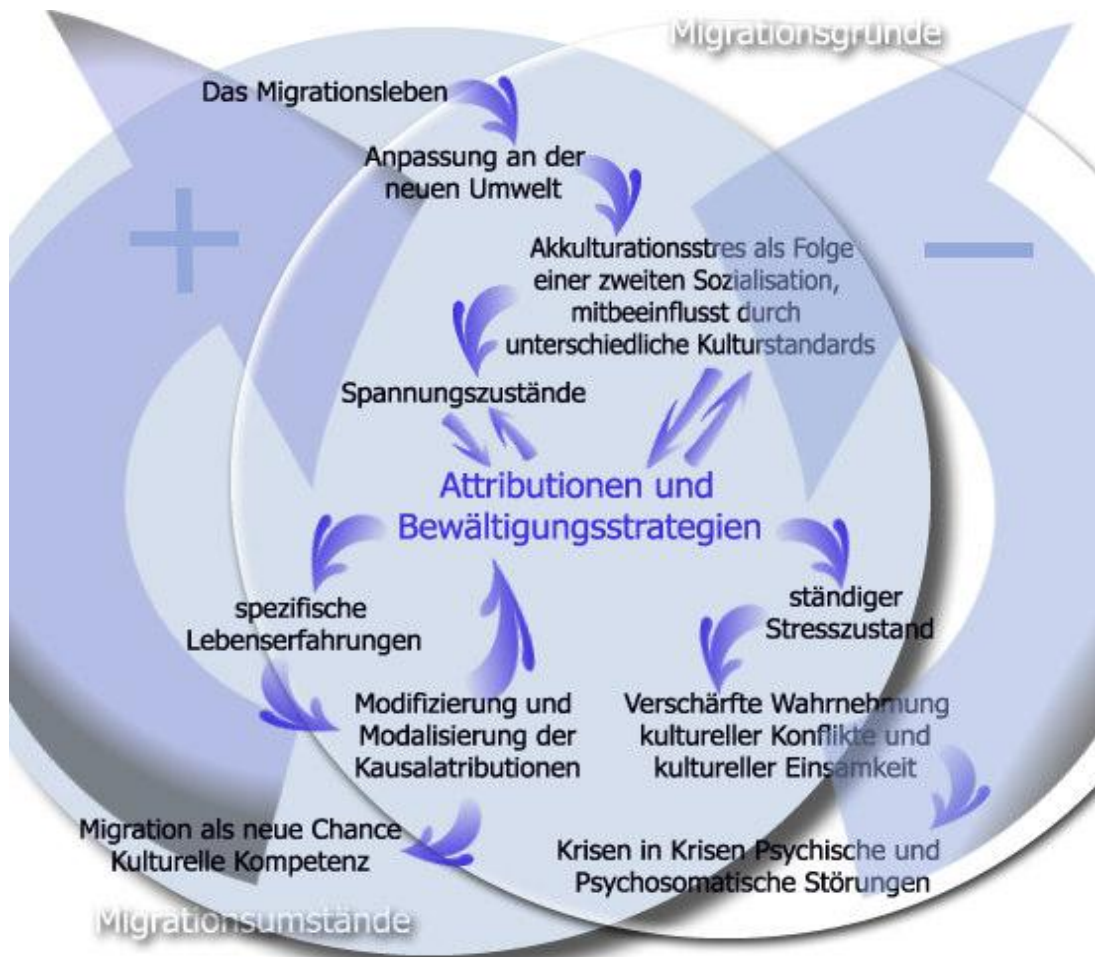 Migrationsgründe
Das Migrationsleben
Anpassung an der
neuen Umwelt
+
−
Akkulturationsstres als Folge
einer zweiten Sozialisation,
mitbeeinflusst durch
unterschiedliche Kulturstandards
Spannungszustände
Attributionen und
Bewältigungsstrategien
spezifische
Lebenserfahrungen
ständiger
Stresszustand
Modifizierung und
Modalisierung der
Kausalatributionen
Verschärfte Wahrnehmung
kultureller Konflikte und
kultureller Einsamkeit
Migration als neue Chance
Kulturelle Kompetenz
Krisen in Krisen Psychische und
Psychosomatische Störungen
Migrationsumstände